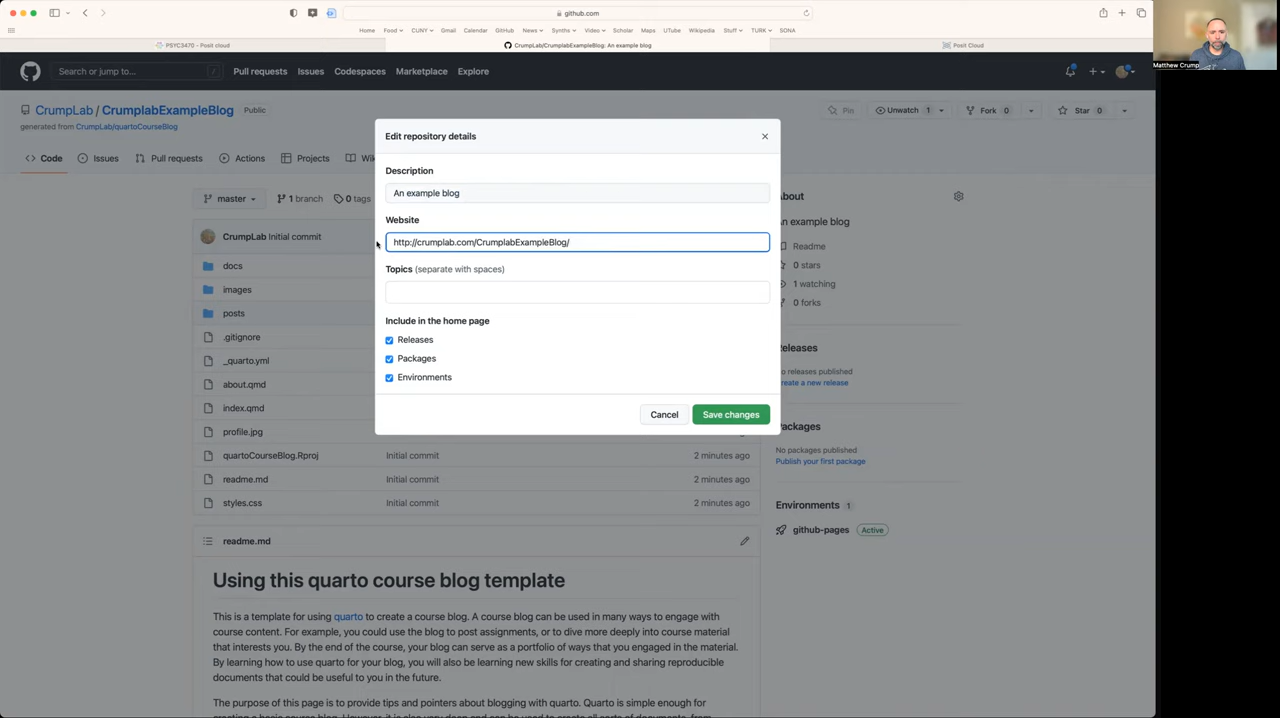 github.com
Home Food CUNY Gmail Calendar GitHub News Synths Video Scholar Maps UTube Wikipedia Stuff TURK SONA
PSYC3470 - Posit cloud
CrumpLab/CrumplabExampleBlog: An example blog
Posit Cloud
Matthew Crump
Search or jump to... /
Pull requests Issues Codespaces Marketplace Explore
CrumpLab / CrumplabExampleBlog Public
generated from CrumpLab/quartoCourseBlog
Pin
Unwatch 1
Fork 0
Star 0
Code Issues Pull requests Actions Projects Wik
master
1 branch
0 tags
CrumpLab Initial commit
docs
images
posts
.gitignore
_quarto.yml
about.qmd
index.qmd
profile.jpg
quartoCourseBlog.Rproj Initial commit 2 minutes ago
readme.md Initial commit 2 minutes ago
styles.css Initial commit 2 minutes ago
Edit repository details
Description
An example blog
Website
http://crumplab.com/CrumplabExampleBlog/
Topics (separate with spaces)
Include in the home page
Releases
Packages
Environments
Cancel
Save changes
About
An example blog
Readme
0 stars
1 watching
0 forks
Releases
o releases published
reate a new release
Packages
No packages published
Publish your first package
Environments 1
github-pages Active
readme.md
Using this quarto course blog template
This is a template for using quarto to create a course blog. A course blog can be used in many ways to engage with
course content. For example, you could use the blog to post assignments, or to dive more deeply into course material
that interests you. By the end of the course, your blog can serve as a portfolio of ways that you engaged in the material.
By learning how to use quarto for your blog, you will also be learning new skills for creating and sharing reproducible
documents that could be useful to you in the future.
The purpose of this page is to provide tips and pointers about blogging with quarto. Quarto is simple enough for